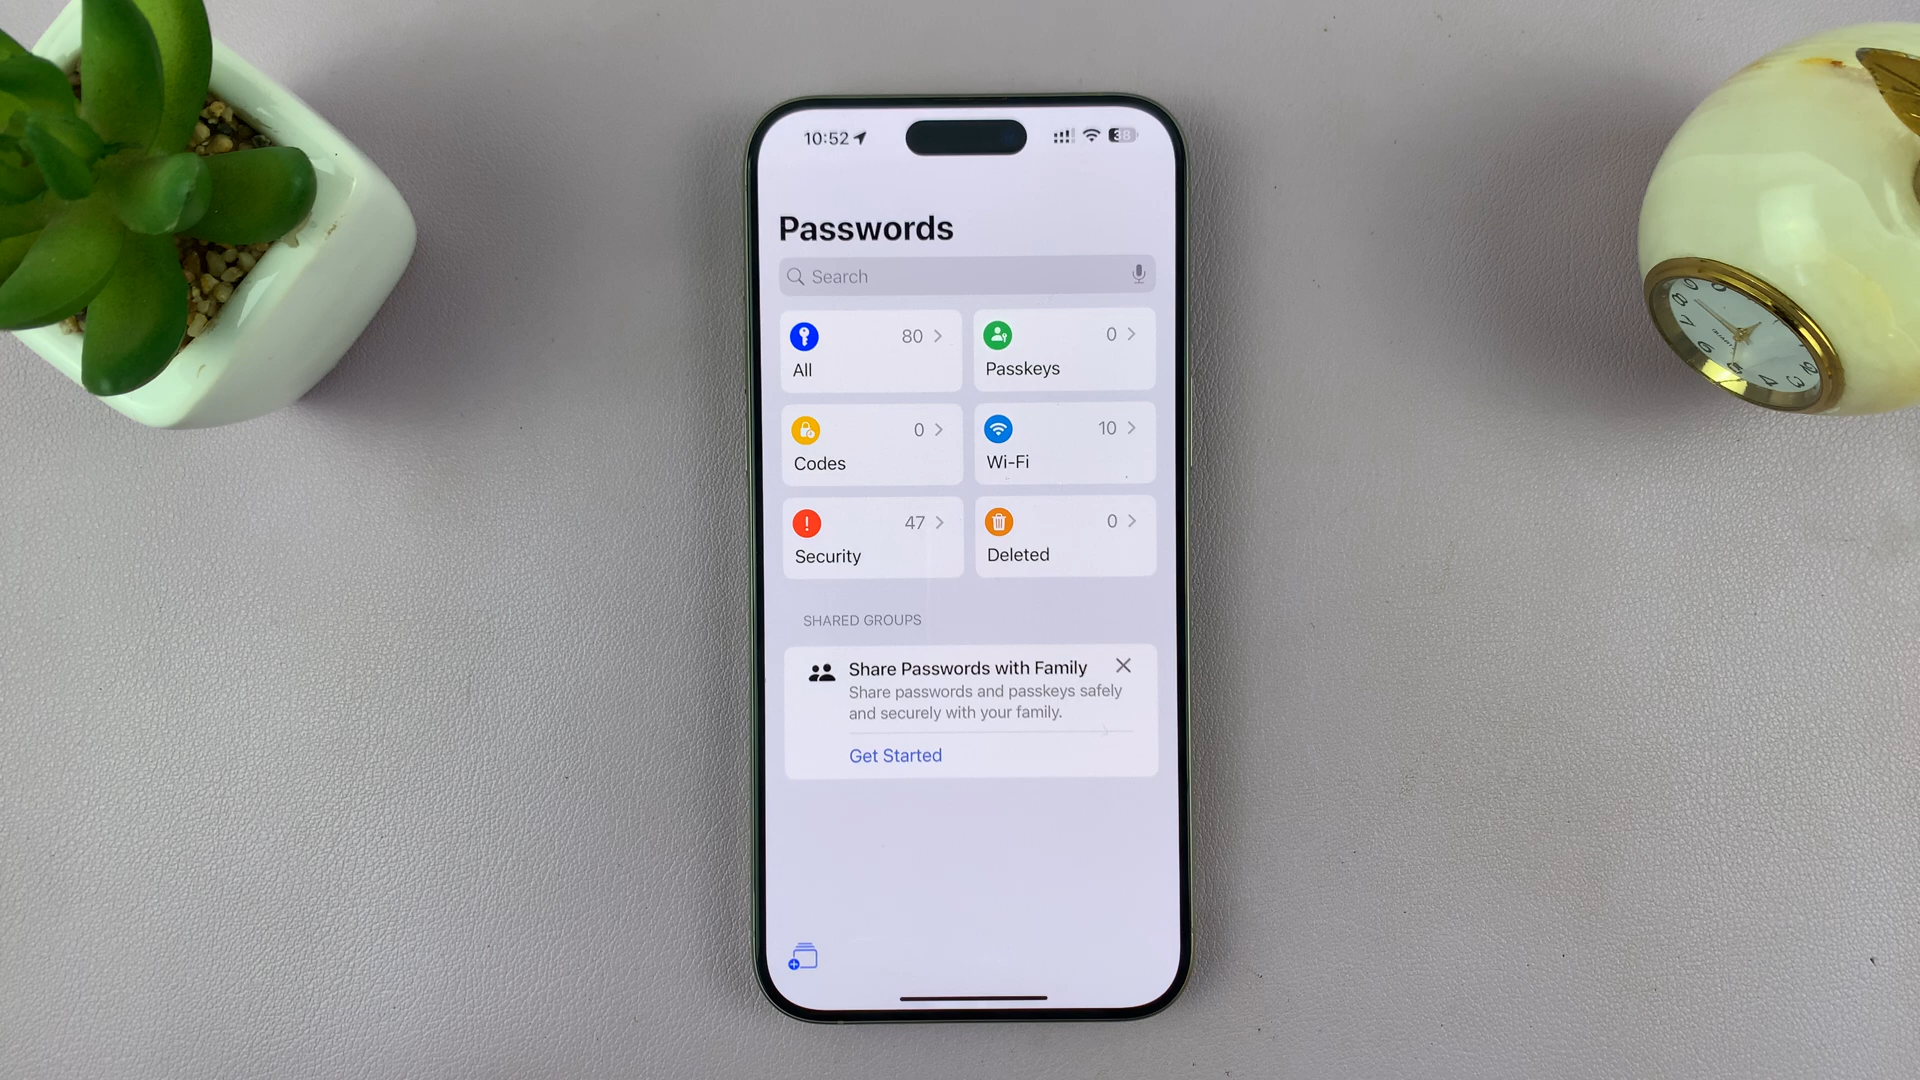 10:52
38
Passwords
Search
80
All
0
Passkeys
0
Codes
10
Wi-Fi
47
Security
0
Deleted
SHARED GROUPS
Share Passwords with Family
Share passwords and passkeys safely
and securely with your family.
Get Started